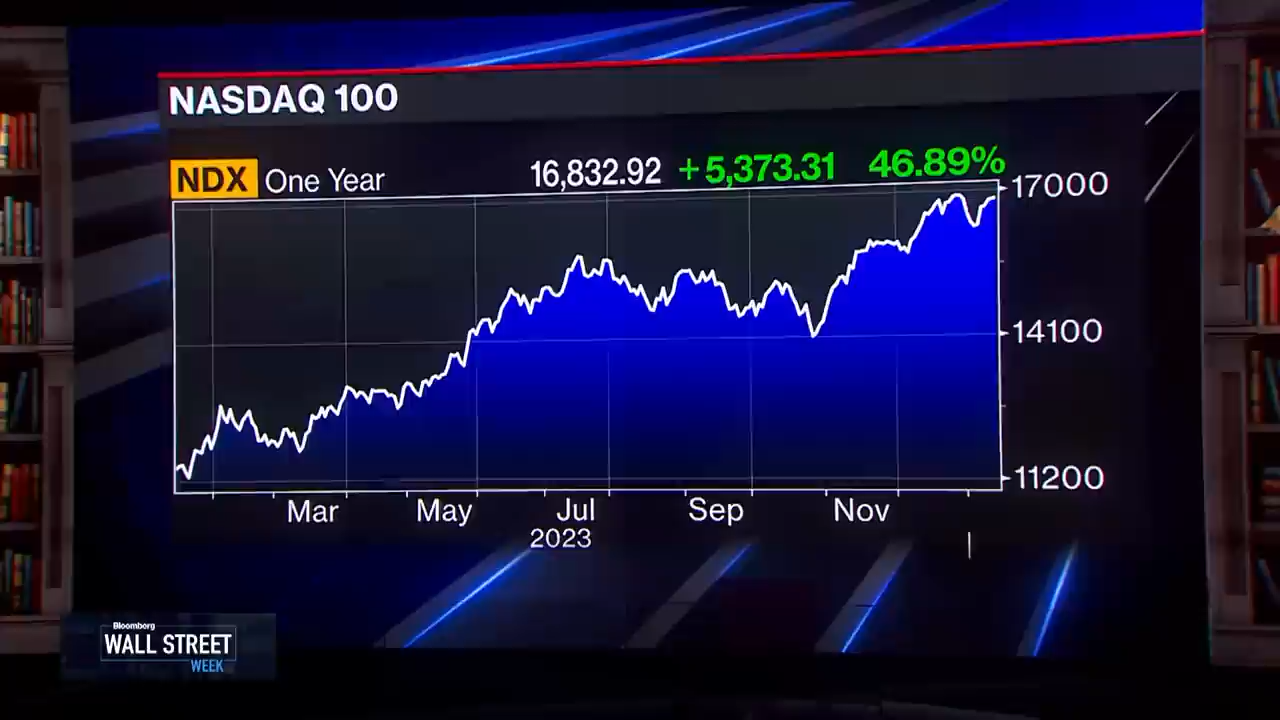 NASDAQ 100
NDX One Year 16,832.92 +5,373.31 46.89%
17000
14100
11200
Mar May Jul Sep Nov
2023
Bloomberg
WALL STREET
WEEK